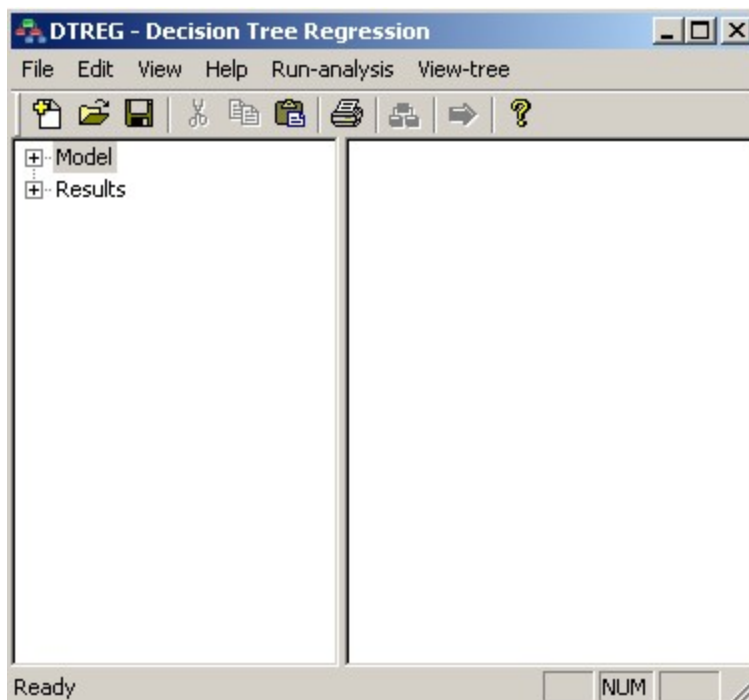 DTREG - Decision Tree Regression
File Edit View Help Run-analysis View-tree
Model
Results
Ready NUM